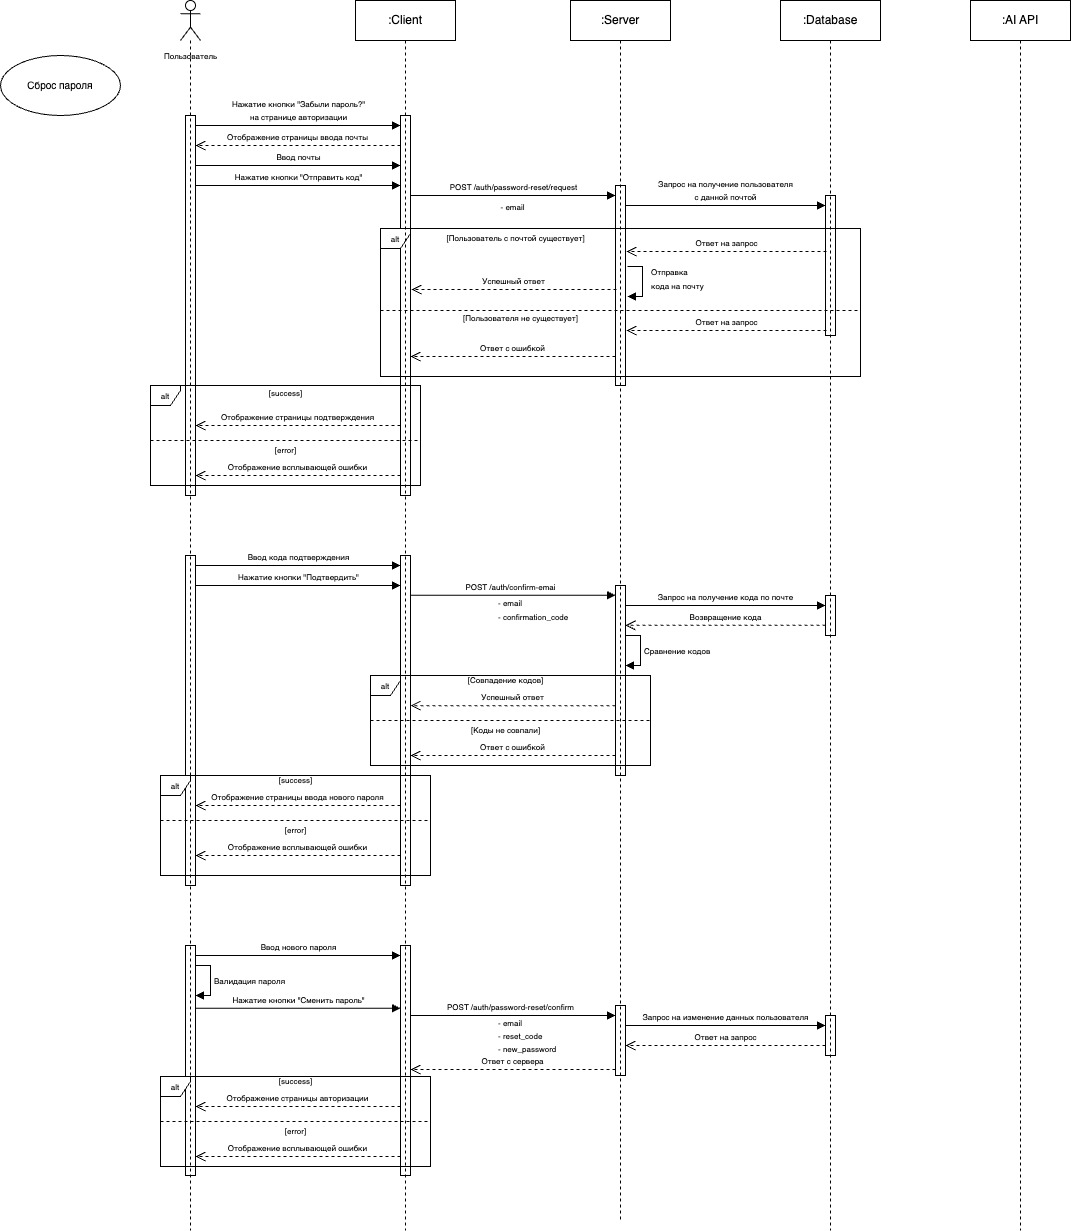 :Client
:Server
:Database
:AI API
Пользователь
Сброс пароля
Нажатие кнопки "Забыли пароль?"
на странице авторизации
Отображение страницы ввода почты
Ввод почты
Нажатие кнопки "Отправить код"
POST /auth/password-reset/request
- email
Запрос на получение пользователя
с данной почтой
alt
[Пользователь с почтой существует]
Ответ на запрос
Отправка
кода на почту
Успешный ответ
[Пользователя не существует]
Ответ на запрос
Ответ с ошибкой
alt
[success]
Отображение страницы подтверждения
[error]
Отображение всплывающей ошибки
Ввод кода подтверждения
Нажатие кнопки "Подтвердить"
POST /auth/confirm-emai
- email
- confirmation_code
Запрос на получение кода по почте
Возвращение кода
Сравнение кодов
alt
[Совпадение кодов]
Успешный ответ
[Коды не совпали]
Ответ с ошибкой
alt
[success]
Отображение страницы ввода нового пароля
[error]
Отображение всплывающей ошибки
Ввод нового пароля
Валидация пароля
Нажатие кнопки "Сменить пароль"
POST /auth/password-reset/confirm
- email
- reset_code
- new_password
Запрос на изменение данных пользователя
Ответ на запрос
Ответ с сервера
alt
[success]
Отображение страницы авторизации
[error]
Отображение всплывающей ошибки